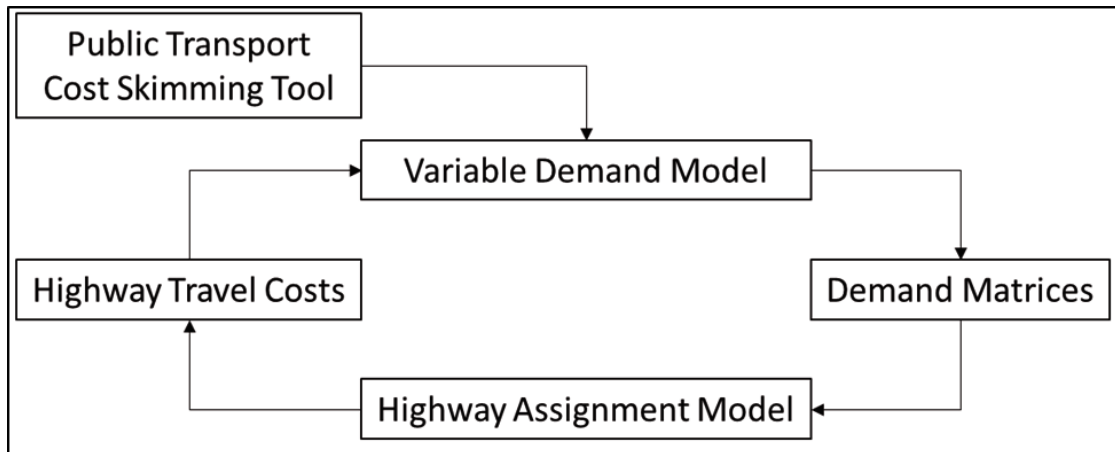 Public Transport
Cost Skimming Tool
Variable Demand Model
Highway Travel Costs
Demand Matrices
Highway Assignment Model